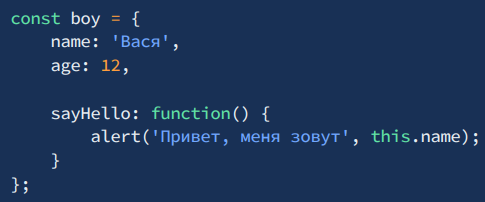 const boy = {
    name: 'Вася',
    age: 12,

    sayHello: function() {
        alert('Привет, меня зовут', this.name);
    }
};